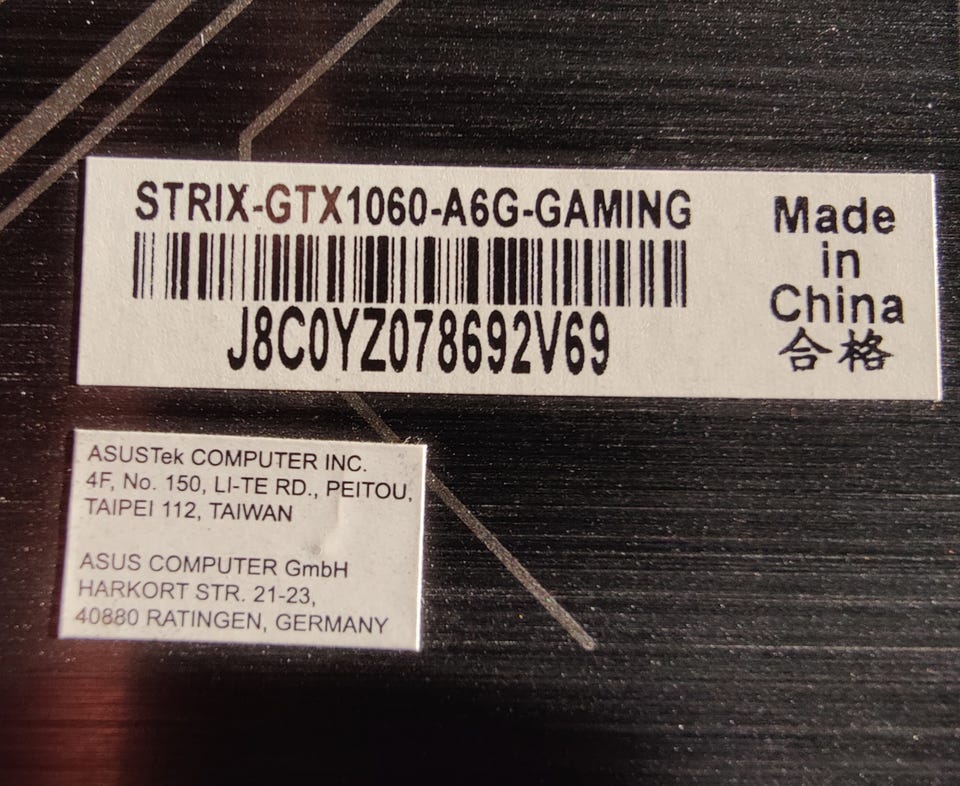 STRIX-GTX1060-A6G-GAMING
J8C0YZ078692V69
Made
in
China
合格
ASUSTek COMPUTER INC.
4F, No. 150, LI-TE RD., PEITOU,
TAIPEI 112, TAIWAN
ASUS COMPUTER GmbH
HARKORT STR. 21-23,
40880 RATINGEN, GERMANY